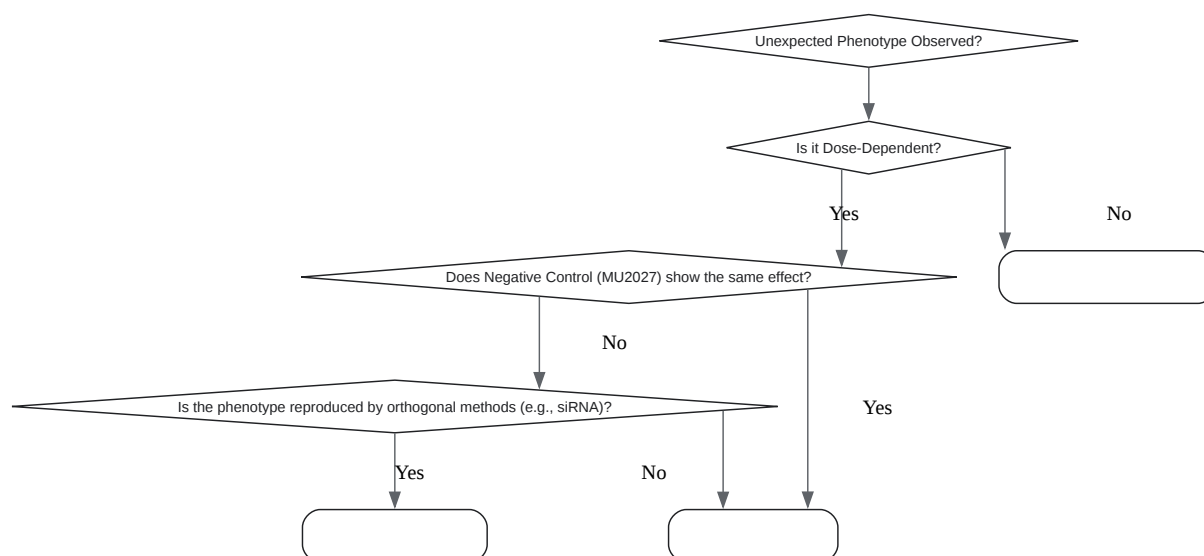 Unexpected Phenotype Observed?
Is it Dose-Dependent?
Yes
No
Does Negative Control (MU2027) show the same effect?
No
Is the phenotype reproduced by orthogonal methods (e.g., siRNA)?
Yes
Yes
No